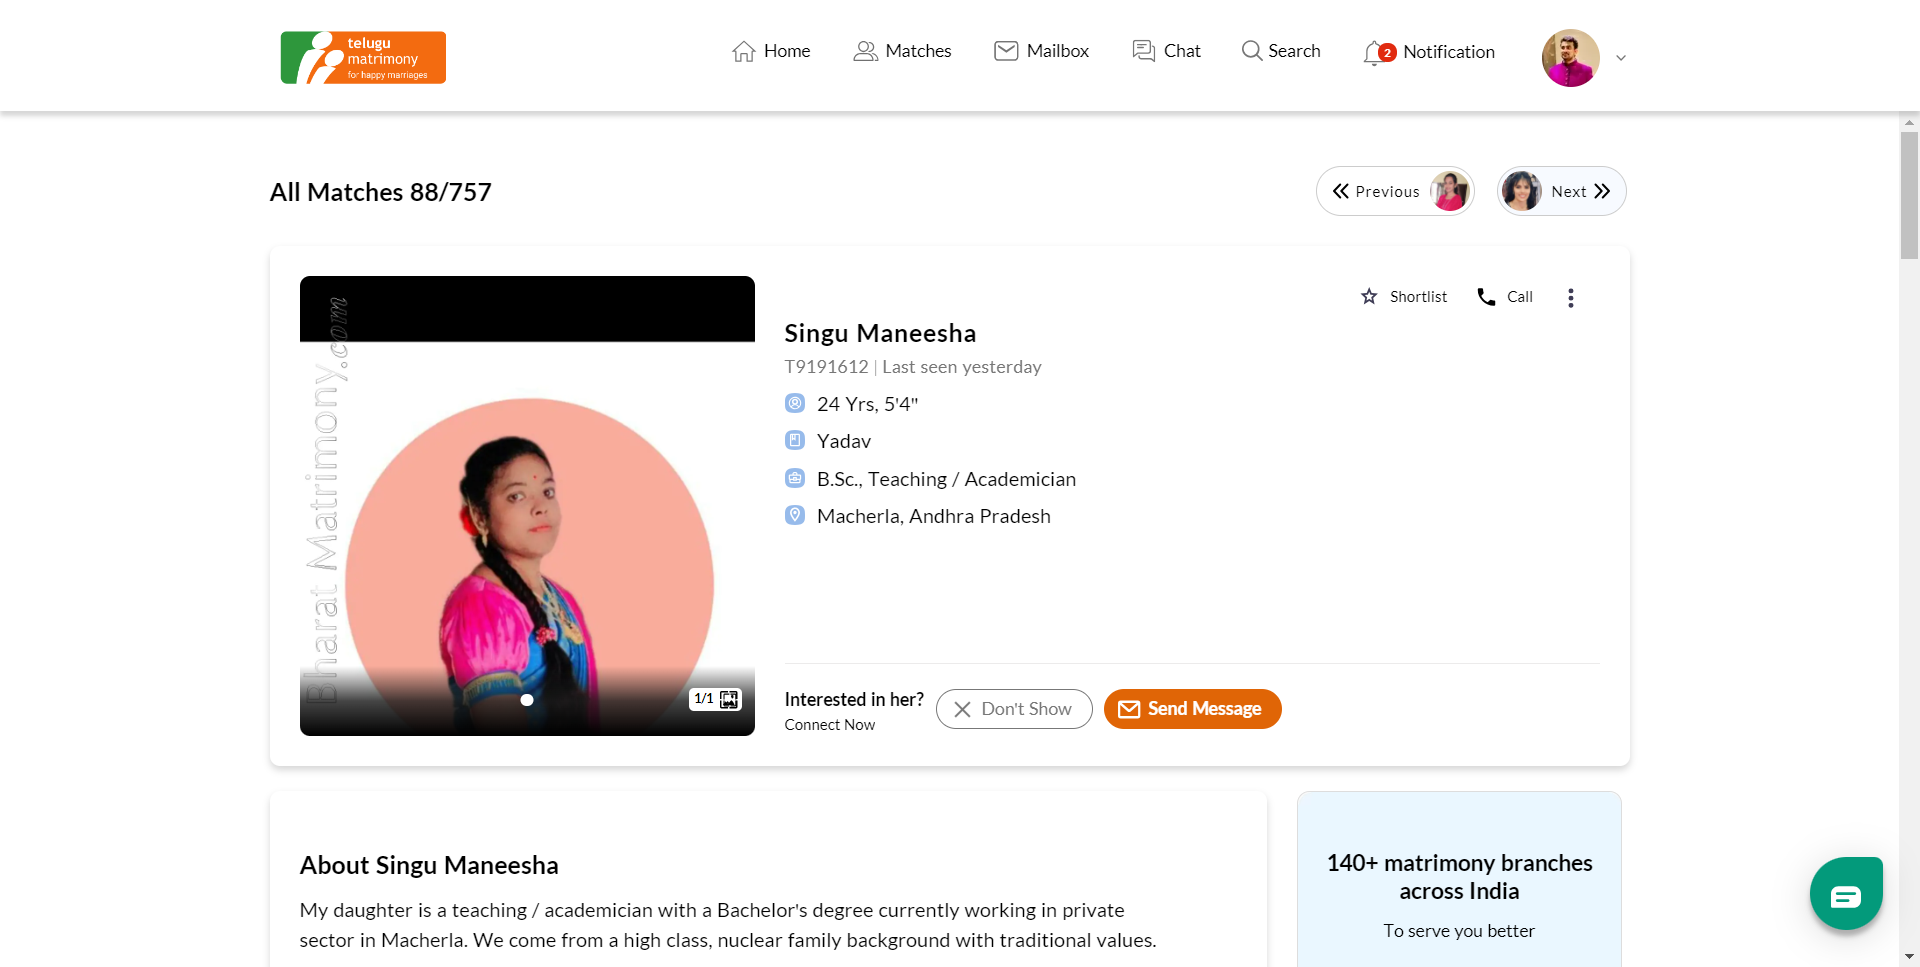 telugu
matrimony
for happy marriages
Home
Matches
Mailbox
Chat
Search
2
Notification
All Matches 88/757
Previous
Next
Bharat Matrimony.com
Shortlist
Call
Singu Maneesha
T9191612 | Last seen yesterday
24 Yrs, 5'4"
Yadav
B.Sc., Teaching / Academician
Macherla, Andhra Pradesh
1/1
Interested in her?
Connect Now
Don't Show
Send Message
About Singu Maneesha
My daughter is a teaching / academician with a Bachelor's degree currently working in private
sector in Macherla. We come from a high class, nuclear family background with traditional values.
140+ matrimony branches
across India
To serve you better